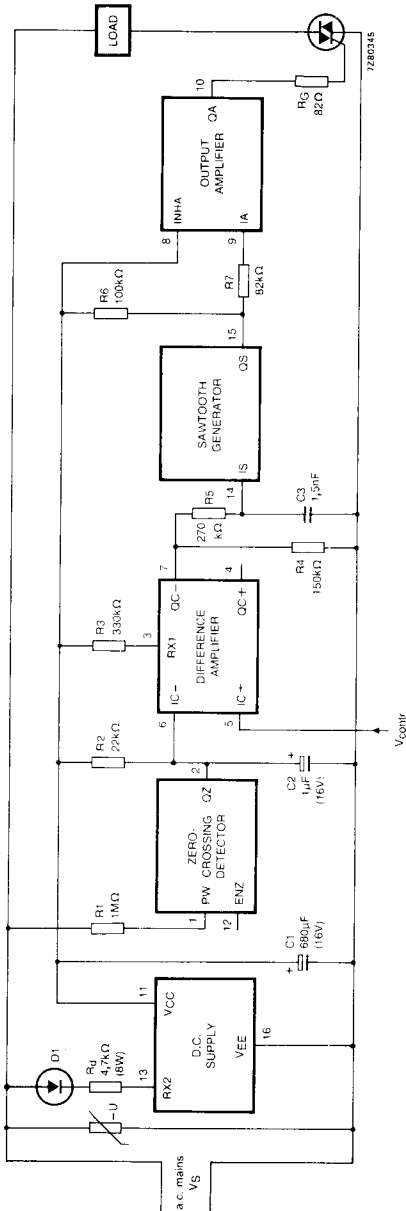 a.c. mains
VS
−U
D1
Rd
4,7kΩ
(8W)
13
RX2
D.C.
SUPPLY
VCC
11
VEE
16
C1
680μF
(16V)
+
R1
1MΩ
1
PW
ZERO-
CROSSING
DETECTOR
ENZ
12
QZ
2
R2
22kΩ
C2
1μF
(16V)
+
6
IC−
5
IC+
Vcontr
R3
330kΩ
3
RX1
DIFFERENCE
AMPLIFIER
QC−
7
QC+
4
R5
270
kΩ
R4
150kΩ
C3
1,5nF
14
IS
SAWTOOTH
GENERATOR
QS
15
R6
100kΩ
R7
82kΩ
8
INHA
9
IA
OUTPUT
AMPLIFIER
QA
10
RG
82Ω
LOAD
7Z80345